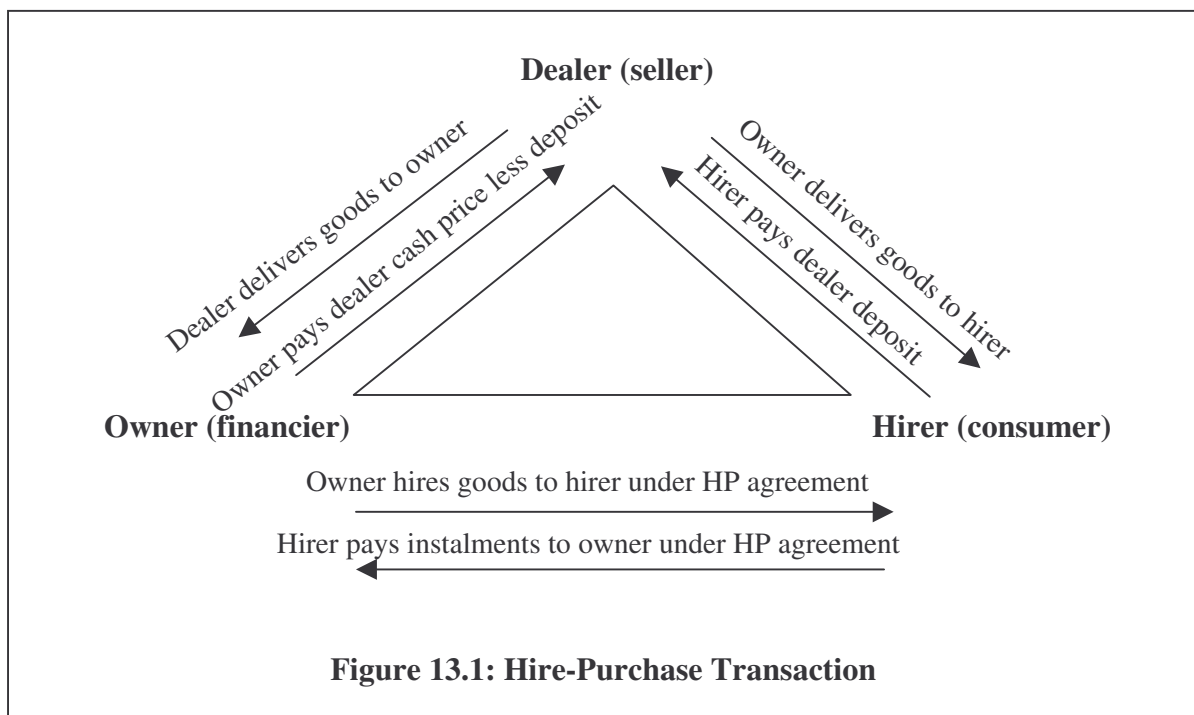 Dealer (seller)
Dealer delivers goods to owner
Owner pays dealer cash price less deposit
Owner delivers goods to hirer
Hirer pays dealer deposit
Owner (financier)
Hirer (consumer)
Owner hires goods to hirer under HP agreement
Hirer pays instalments to owner under HP agreement
Figure 13.1: Hire-Purchase Transaction